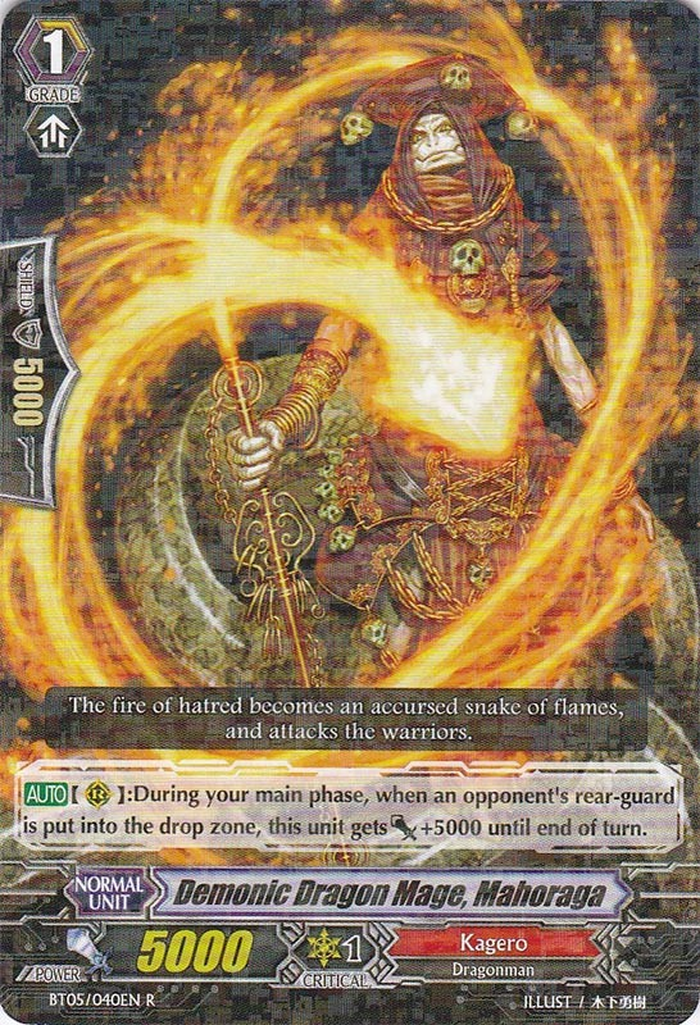 1
GRADE
SHIELD
5000
The fire of hatred becomes an accursed snake of flames,
and attacks the warriors.
AUTO【 R 】:During your main phase, when an opponent's rear-guard
is put into the drop zone, this unit gets +5000 until end of turn.
NORMAL
UNIT
Demonic Dragon Mage, Mahoraga
POWER
5000
1
CRITICAL
Kagero
Dragonman
BT05/040EN R
ILLUST / 木下勇樹